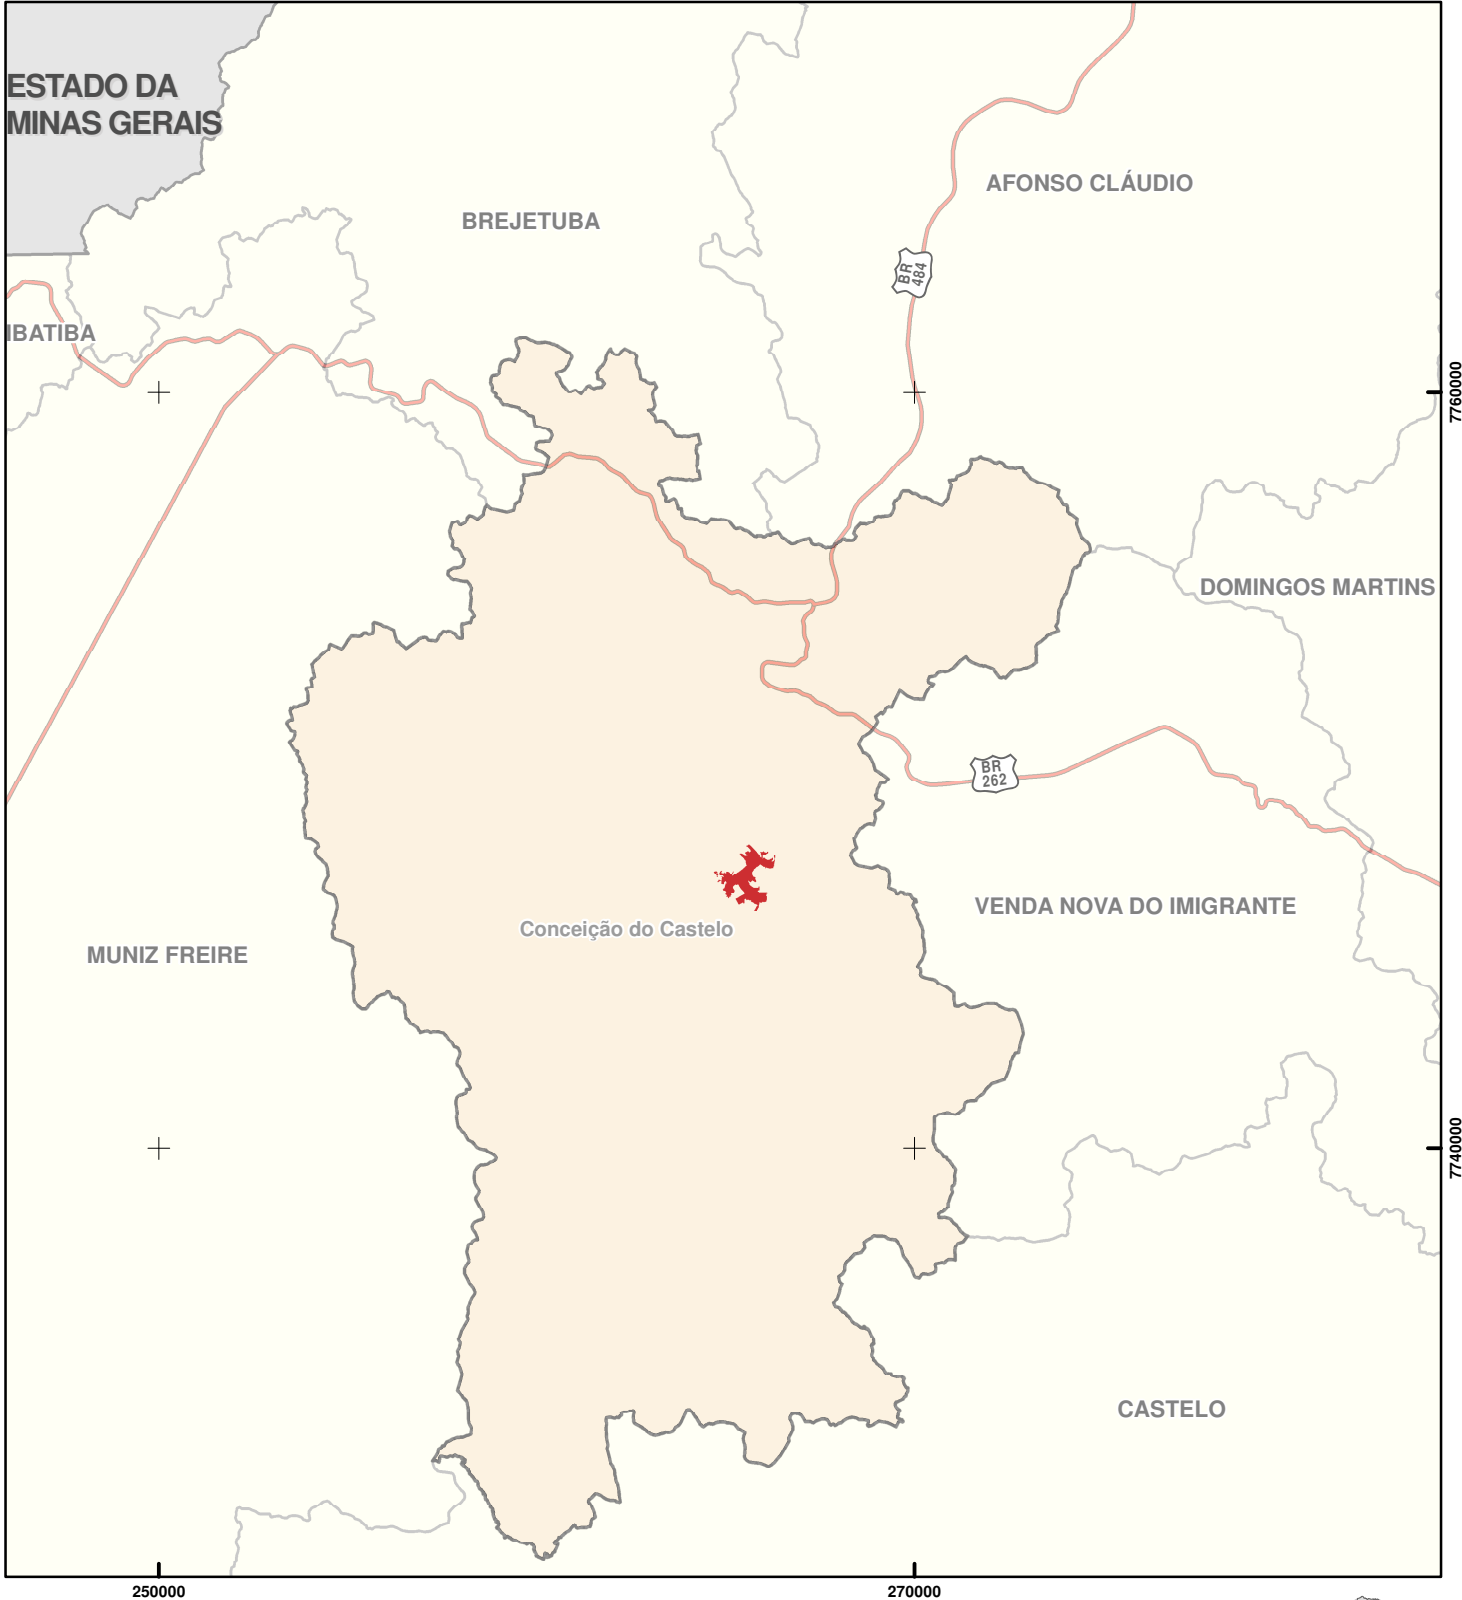 ESTADO DA
MINAS GERAIS
AFONSO CLÁUDIO
BREJETUBA
BR
484
IBATIBA
7760000
DOMINGOS MARTINS
BR
262
VENDA NOVA DO IMIGRANTE
Conceição do Castelo
MUNIZ FREIRE
7740000
CASTELO
250000
270000